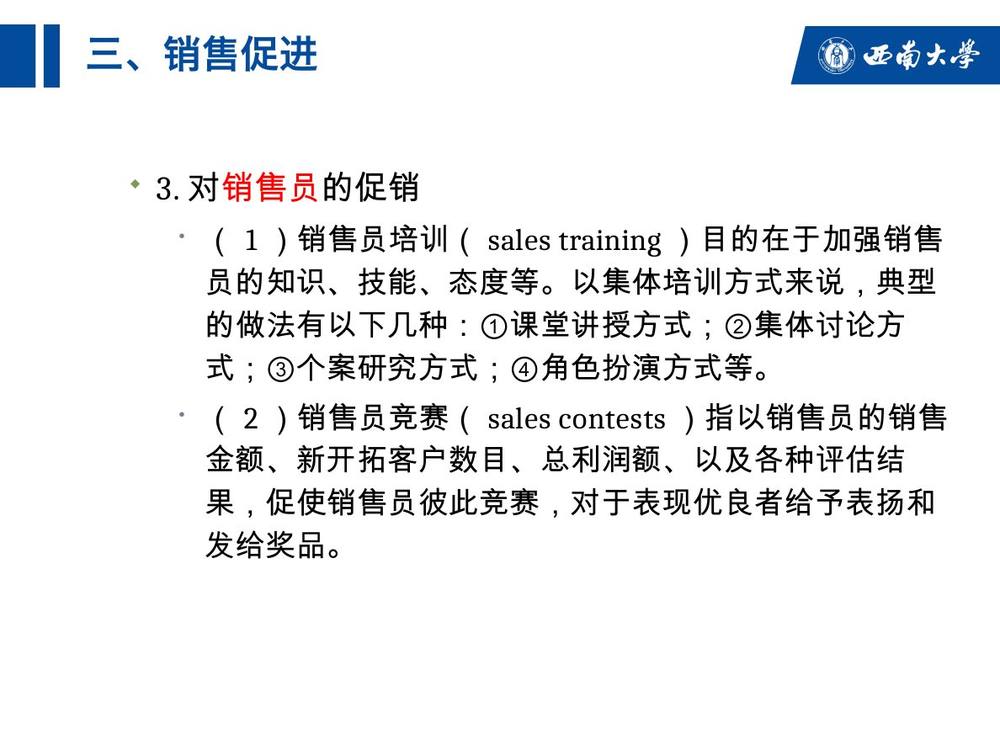 三、销售促进
西南大学
3. 对销售员的促销
（ 1 ）销售员培训（ sales training ）目的在于加强销售
员的知识、技能、态度等。以集体培训方式来说，典型
的做法有以下几种：①课堂讲授方式；②集体讨论方
式；③个案研究方式；④角色扮演方式等。
（ 2 ）销售员竞赛（ sales contests ）指以销售员的销售
金额、新开拓客户数目、总利润额、以及各种评估结
果，促使销售员彼此竞赛，对于表现优良者给予表扬和
发给奖品。